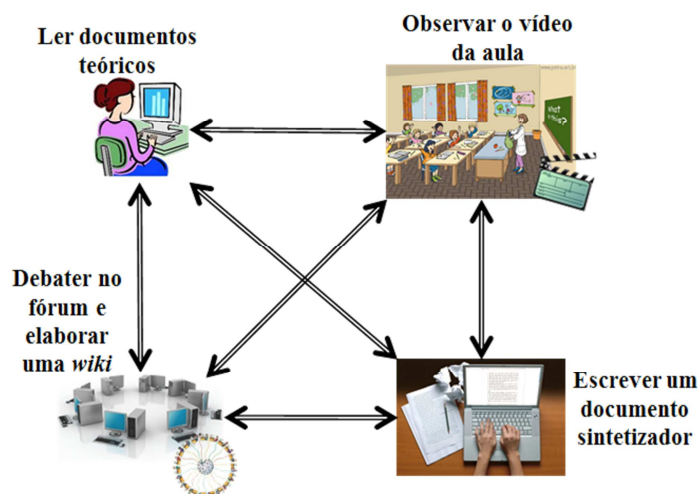 Ler documentos
teóricos
Observar o vídeo
da aula
Debater no
fórum e
elaborar
uma wiki
Escrever um
documento
sintetizador